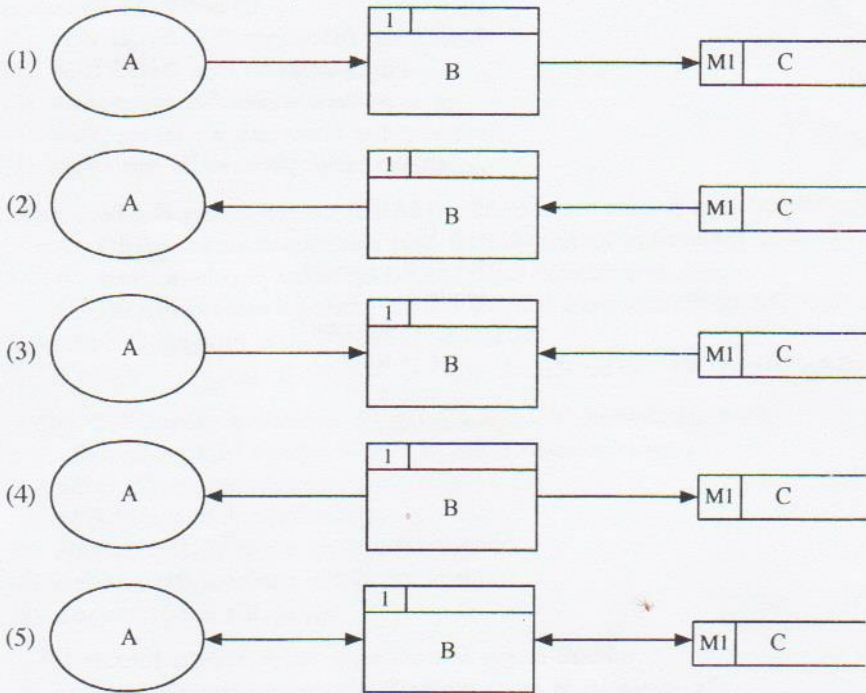 1
(1) A B M1 C
1
(2) A B M1 C
1
(3) A B M1 C
1
(4) A B M1 C
1
(5) A B M1 C